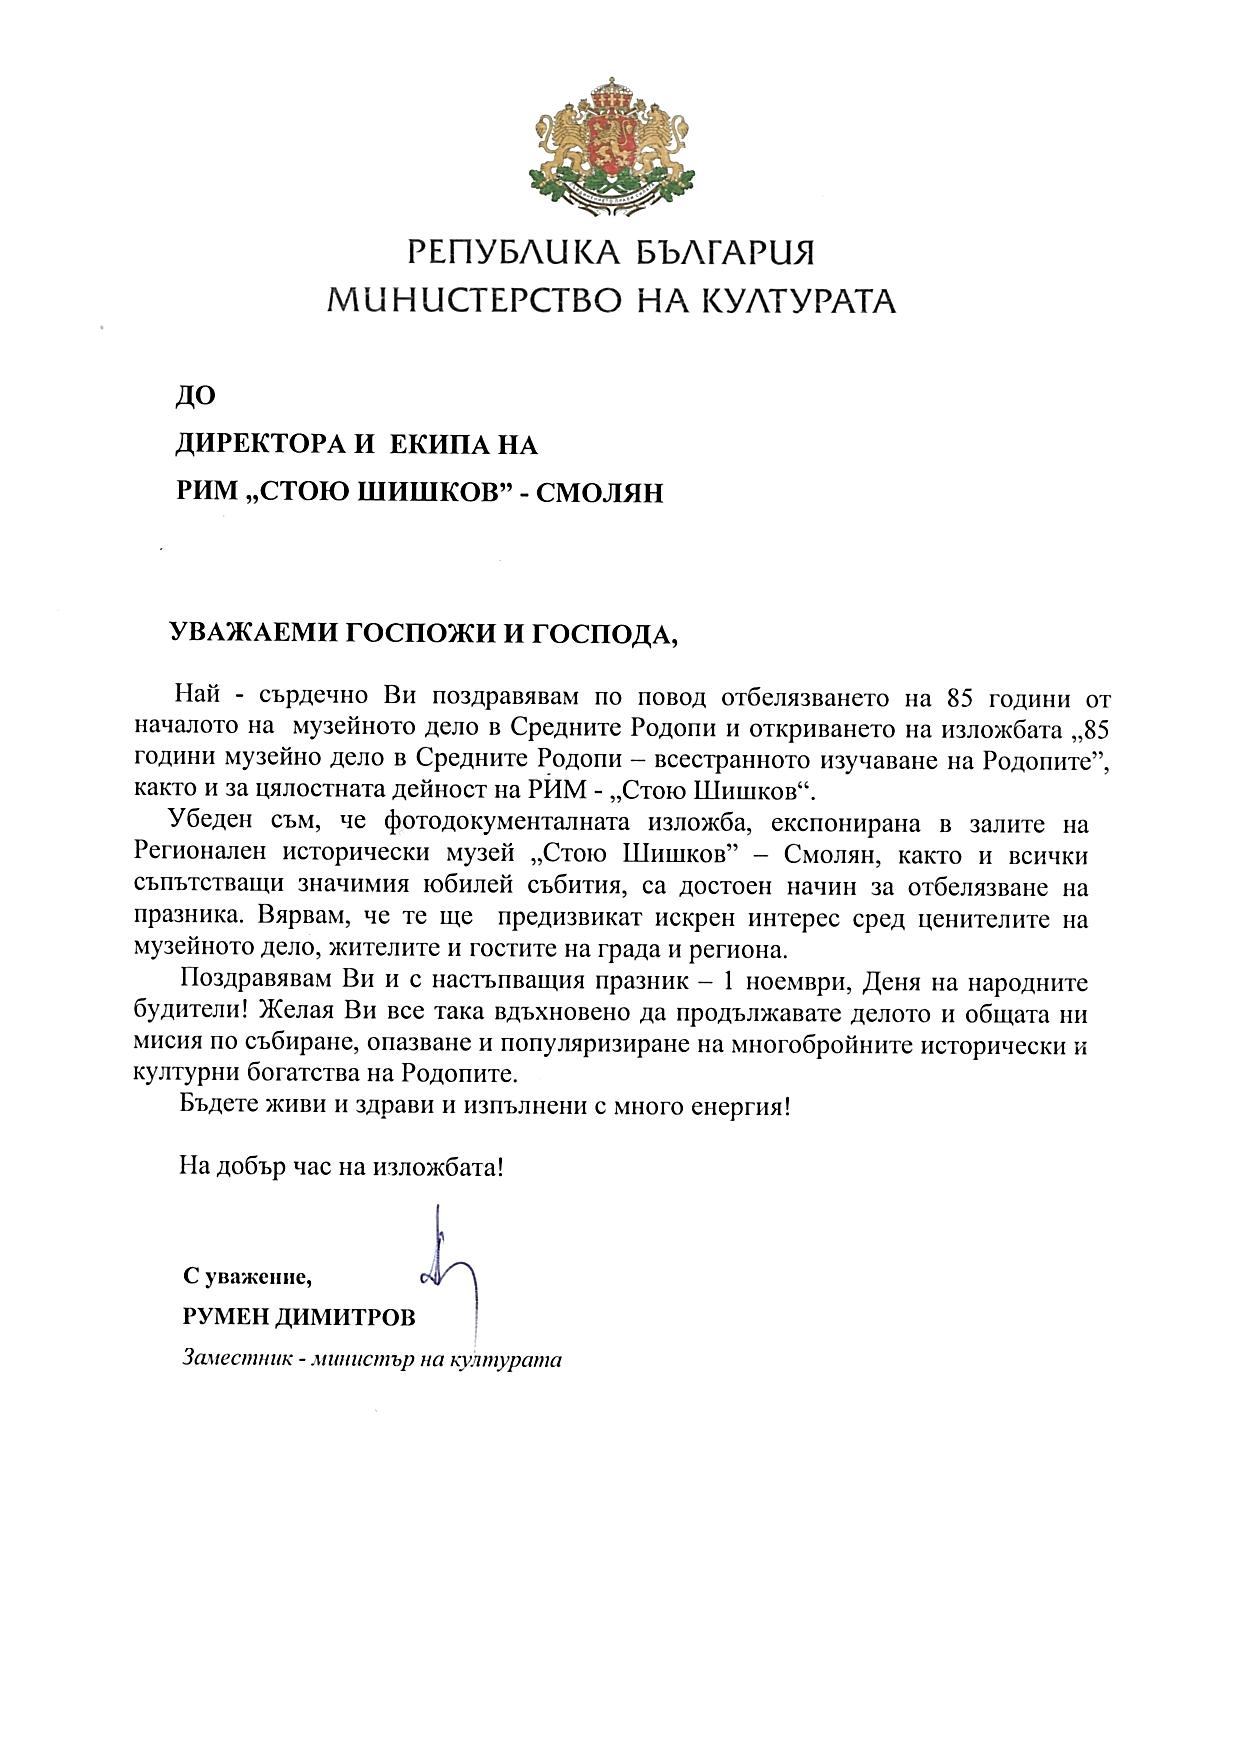 РЕПУБЛИКА БЪЛГАРИЯ
МИНИСТЕРСТВО НА КУЛТУРАТА
ДО
ДИРЕКТОРА И ЕКИПА НА
РИМ „СТОЮ ШИШКОВ” - СМОЛЯН
УВАЖАЕМИ ГОСПОЖИ И ГОСПОДА,
Най - сърдечно Ви поздравявам по повод отбелязването на 85 години от
началото на музейното дело в Средните Родопи и откриването на изложбата „85
години музейно дело в Средните Родопи – всестранното изучаване на Родопите”,
както и за цялостната дейност на РИМ - „Стою Шишков“.
Убеден съм, че фотодокументалната изложба, експонирана в залите на
Регионален исторически музей „Стою Шишков” – Смолян, както и всички
съпътстващи значимия юбилей събития, са достоен начин за отбелязване на
празника. Вярвам, че те ще предизвикат искрен интерес сред ценителите на
музейното дело, жителите и гостите на града и региона.
Поздравявам Ви и с настъпващия празник – 1 ноември, Деня на народните
будители! Желая Ви все така вдъхновено да продължавате делото и общата ни
мисия по събиране, опазване и популяризиране на многобройните исторически и
културни богатства на Родопите.
Бъдете живи и здрави и изпълнени с много енергия!
На добър час на изложбата!
С уважение,
РУМЕН ДИМИТРОВ
Заместник - министър на културата